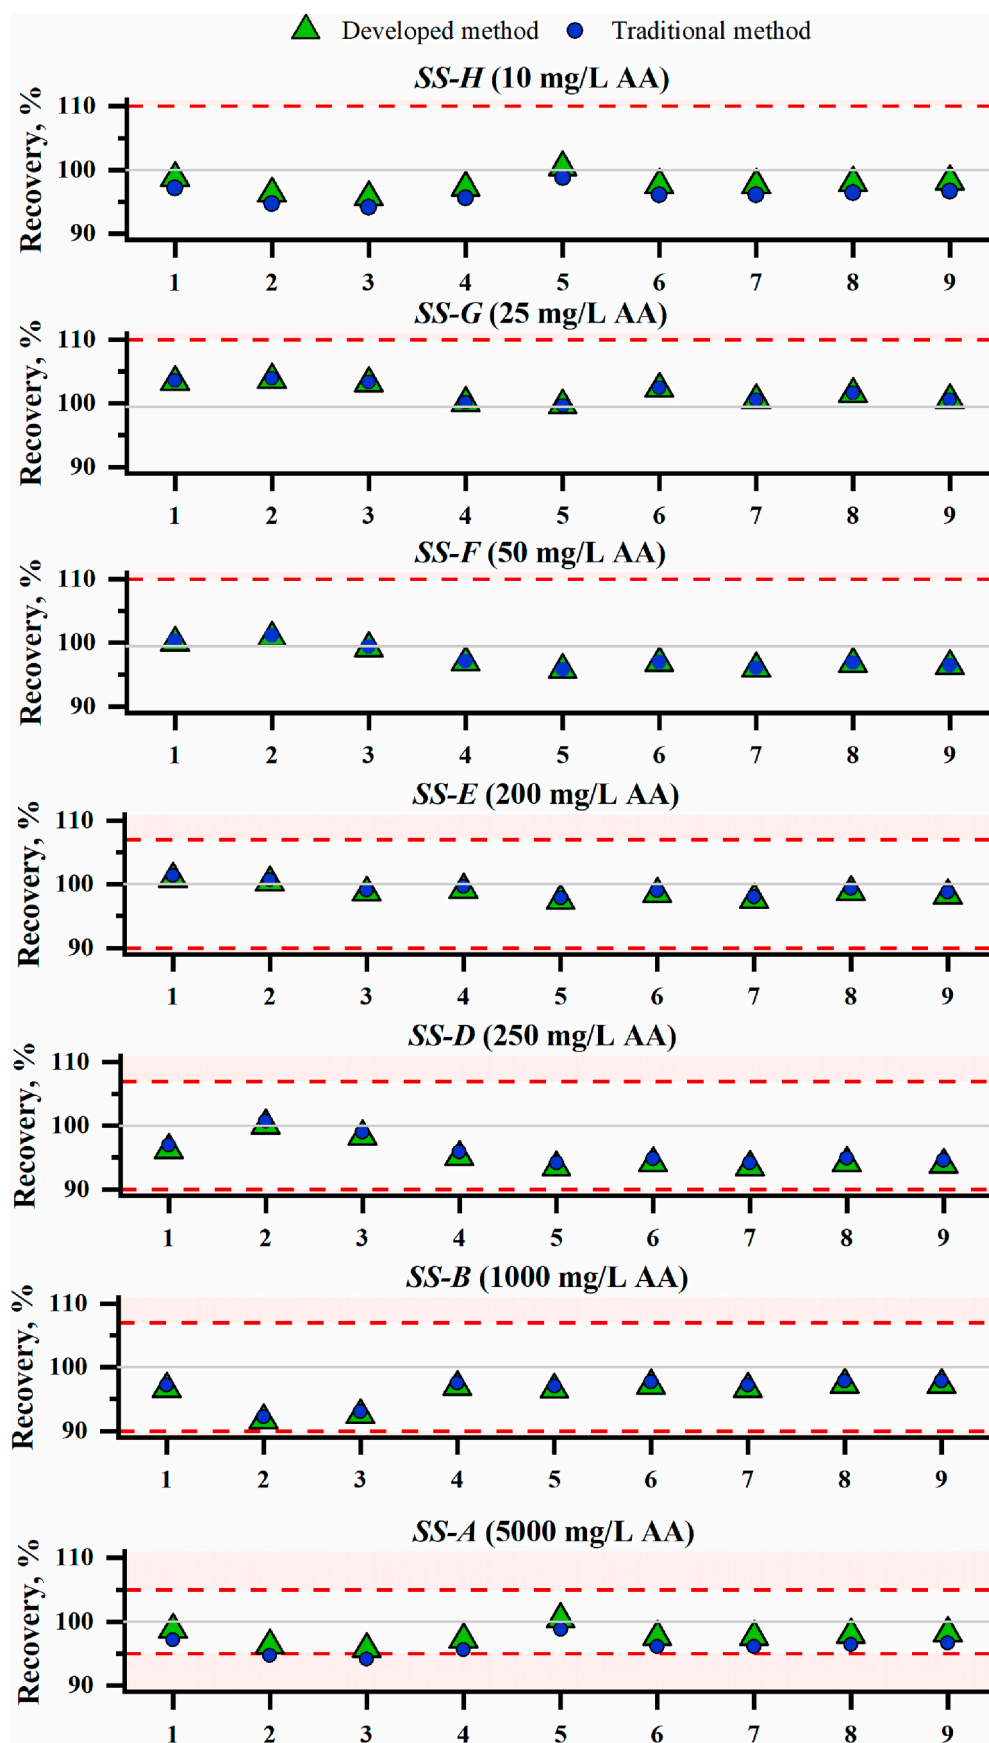 Developed method Traditional method
SS-H (10 mg/L AA)
Recovery, %
110
100
90
1 2 3 4 5 6 7 8 9
SS-G (25 mg/L AA)
Recovery, %
110
100
90
1 2 3 4 5 6 7 8 9
SS-F (50 mg/L AA)
Recovery, %
110
100
90
1 2 3 4 5 6 7 8 9
SS-E (200 mg/L AA)
Recovery, %
110
100
90
1 2 3 4 5 6 7 8 9
SS-D (250 mg/L AA)
Recovery, %
110
100
90
1 2 3 4 5 6 7 8 9
SS-B (1000 mg/L AA)
Recovery, %
110
100
90
1 2 3 4 5 6 7 8 9
SS-A (5000 mg/L AA)
Recovery, %
110
100
90
1 2 3 4 5 6 7 8 9